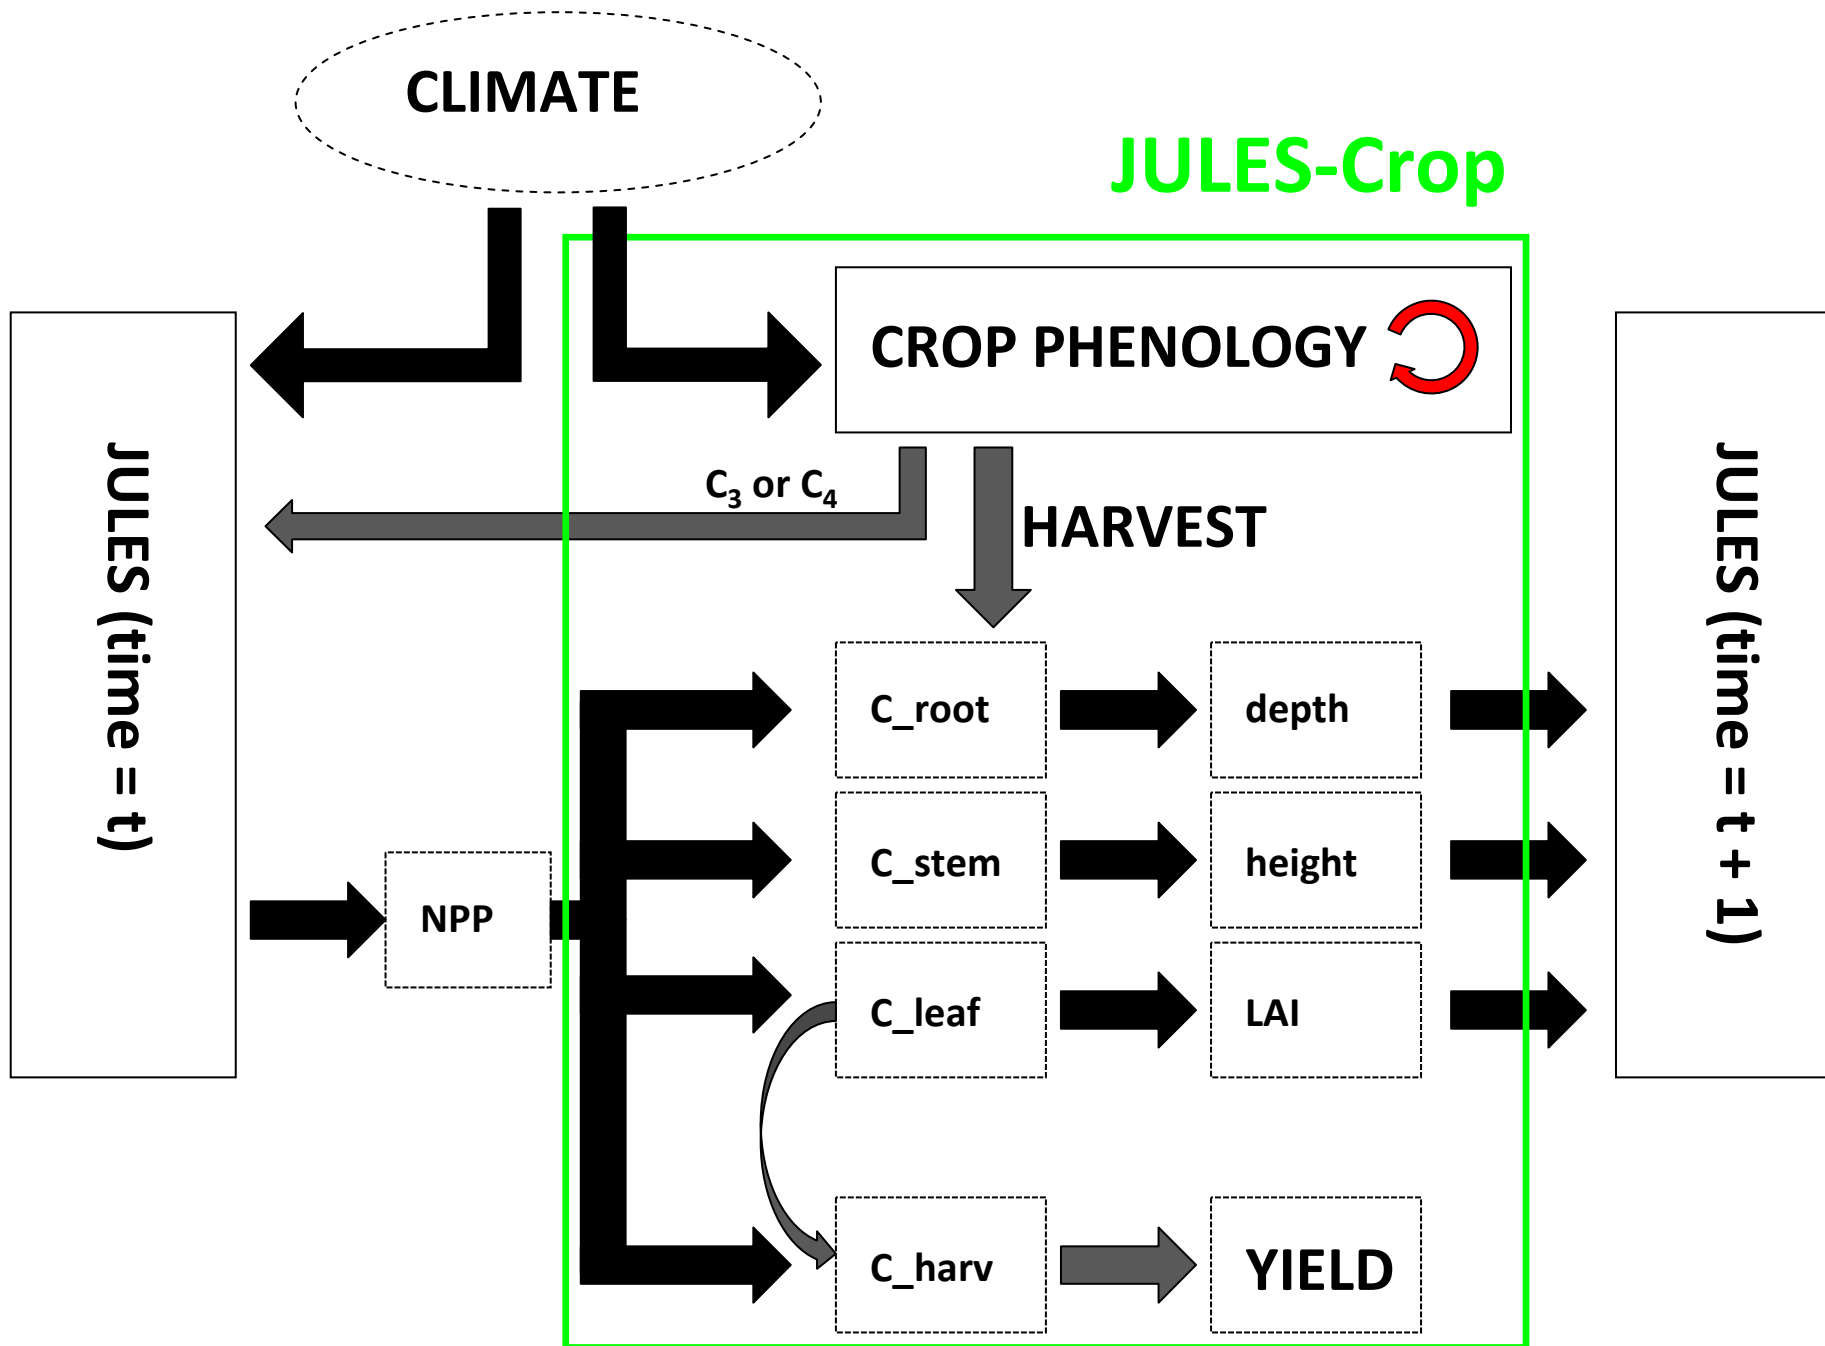 CLIMATE
JULES-Crop
CROP PHENOLOGY
C₃ or C₄
HARVEST
JULES (time = t)
JULES (time = t + 1)
C_root
depth
C_stem
height
NPP
C_leaf
LAI
C_harv
YIELD